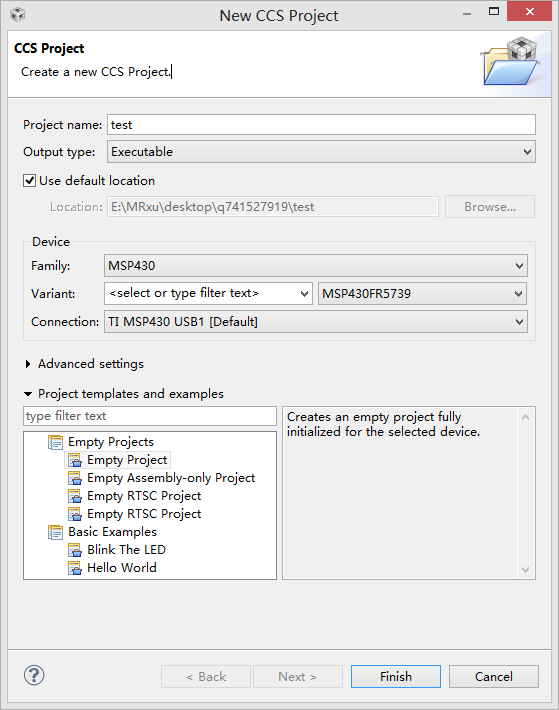 New CCS Project
CCS Project
Create a new CCS Project.
Project name: test
Output type: Executable
Use default location
Location: E:\MRxu\desktop\q741527919\test Browse...
Device
Family: MSP430
Variant: <select or type filter text> MSP430FR5739
Connection: TI MSP430 USB1 [Default]
Advanced settings
Project templates and examples
type filter text
Empty Projects
Empty Project
Empty Assembly-only Project
Empty RTSC Project
Empty RTSC Project
Basic Examples
Blink The LED
Hello World
Creates an empty project fully
initialized for the selected device.
< Back Next > Finish Cancel